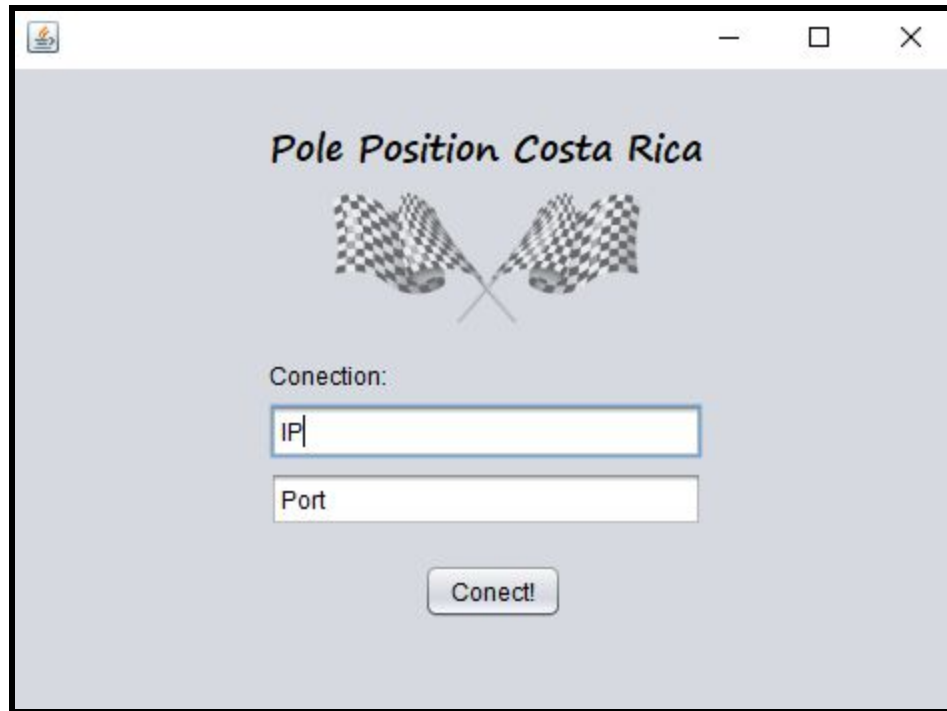 Pole Position Costa Rica
Conection:
IP
Port
Conect!